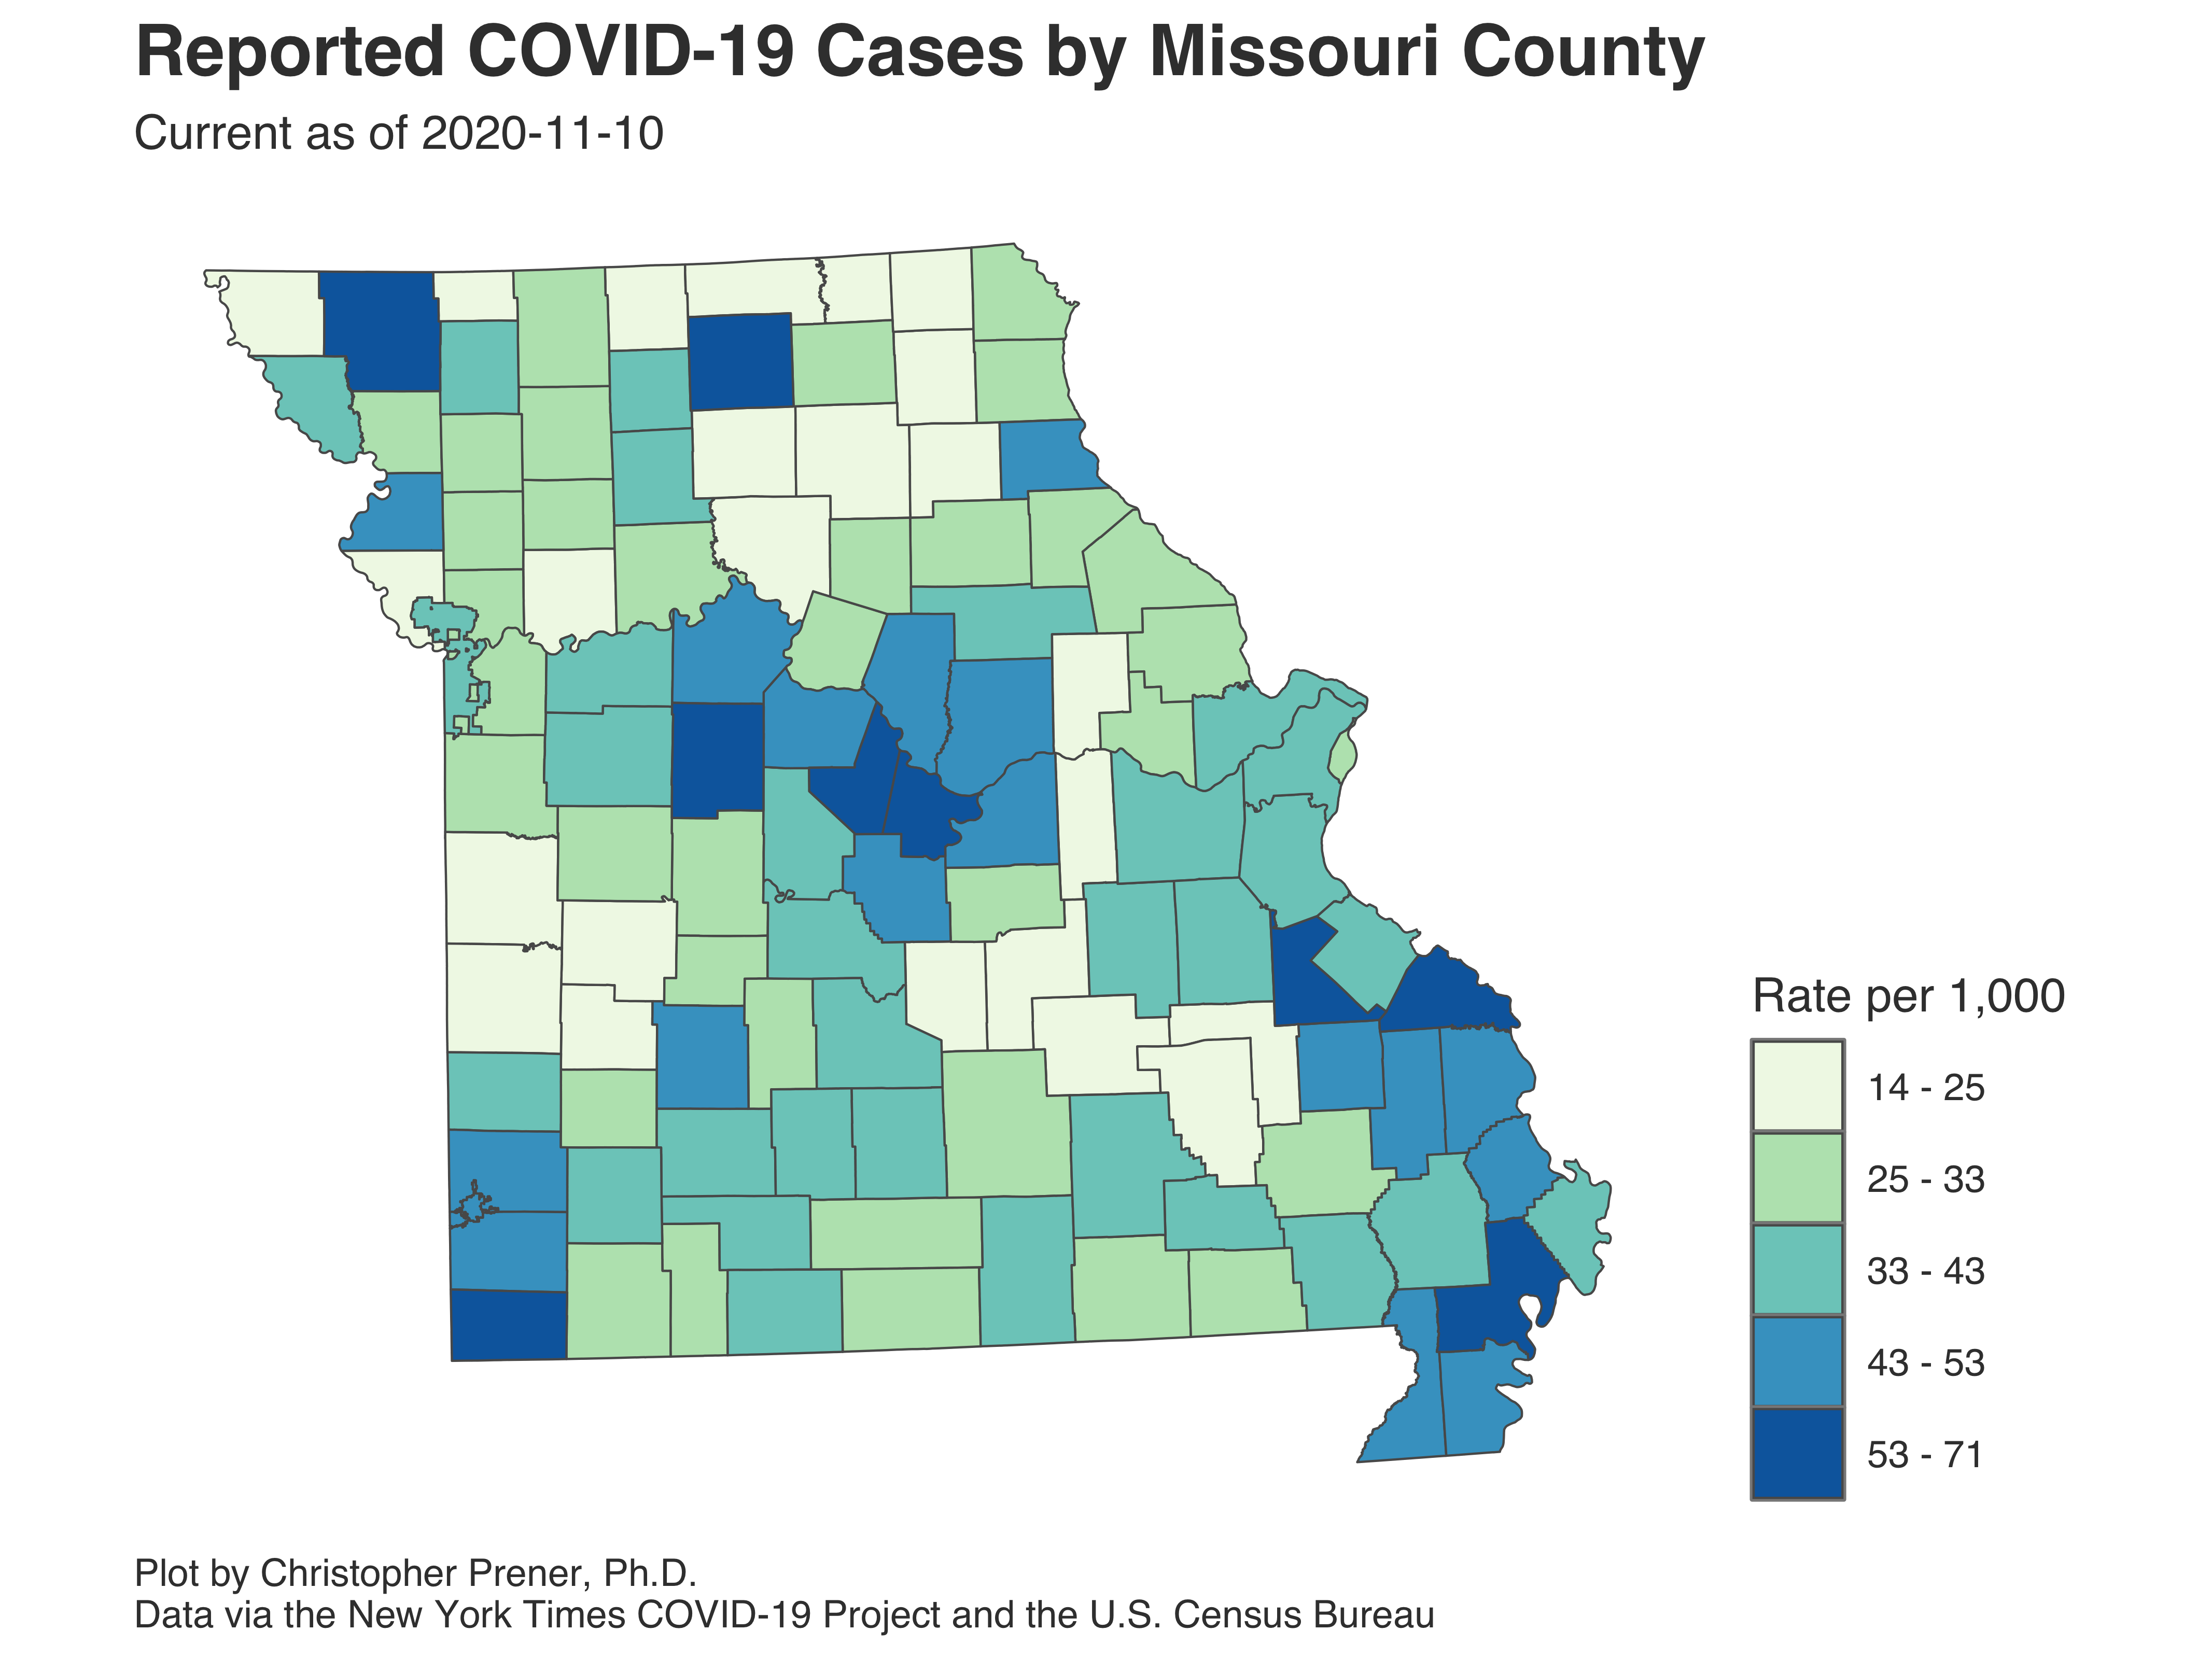 Reported COVID-19 Cases by Missouri County
Current as of 2020-11-10
Rate per 1,000
14 - 25
25 - 33
33 - 43
43 - 53
53 - 71
Plot by Christopher Prener, Ph.D.
Data via the New York Times COVID-19 Project and the U.S. Census Bureau